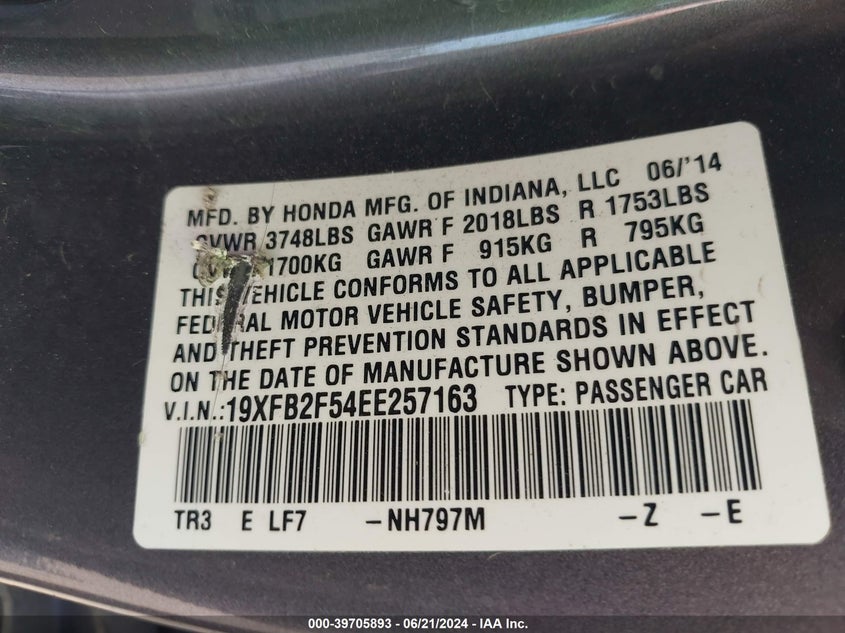 MFD. BY HONDA MFG. OF INDIANA, LLC 06/'14
GVWR 3748LBS GAWR F 2018LBS R 1753LBS
1700KG GAWR F 915KG R 795KG
THIS VEHICLE CONFORMS TO ALL APPLICABLE
FEDERAL MOTOR VEHICLE SAFETY, BUMPER,
AND THEFT PREVENTION STANDARDS IN EFFECT
ON THE DATE OF MANUFACTURE SHOWN ABOVE.
V.I.N.:19XFB2F54EE257163 TYPE: PASSENGER CAR
TR3 E LF7 -NH797M -Z -E
000-39705893 - 06/21/2024 - IAA Inc.